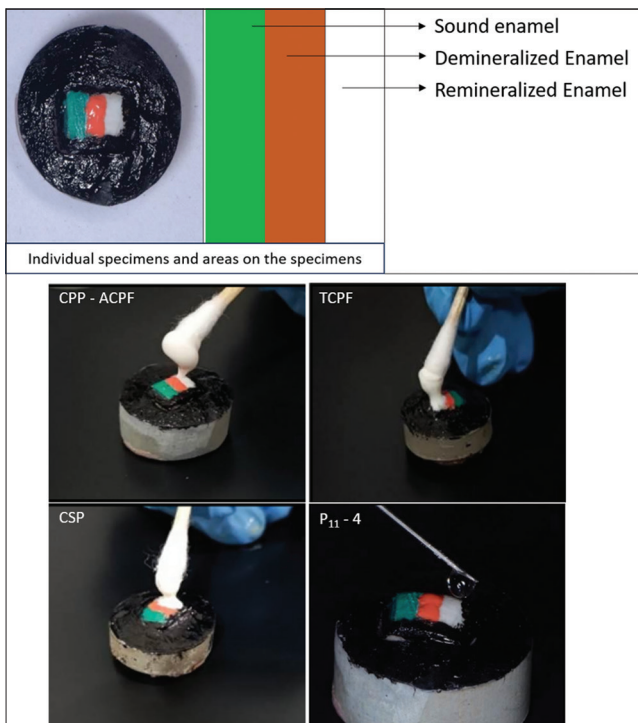 Sound enamel
Demineralized Enamel
Remineralized Enamel
Individual specimens and areas on the specimens
CPP - ACPF
TCPF
CSP
P₁₁ - 4